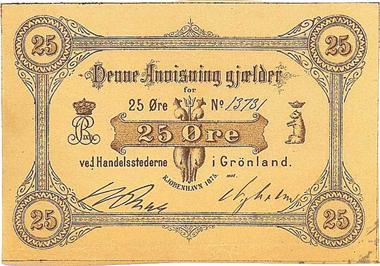 25 25
Denne Anvisning gjælder
for
25 Øre No 13731
25 Øre
ved Handelsstederne i Grönland.
KJØBENHAVN 1875.
25 25